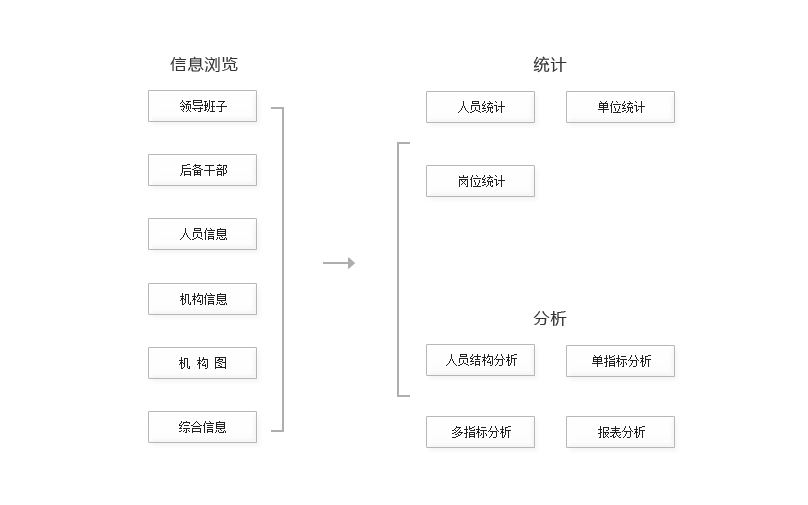 信息浏览
领导班子
后备干部
人员信息
机构信息
机 构 图
综合信息
统计
人员统计
单位统计
岗位统计
分析
人员结构分析
单指标分析
多指标分析
报表分析